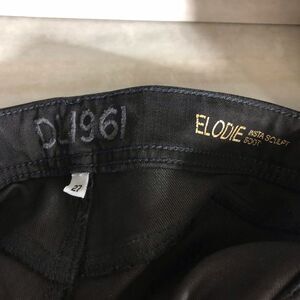 DL1961
ELODIE
INSTA SCULPT
BOOT
27